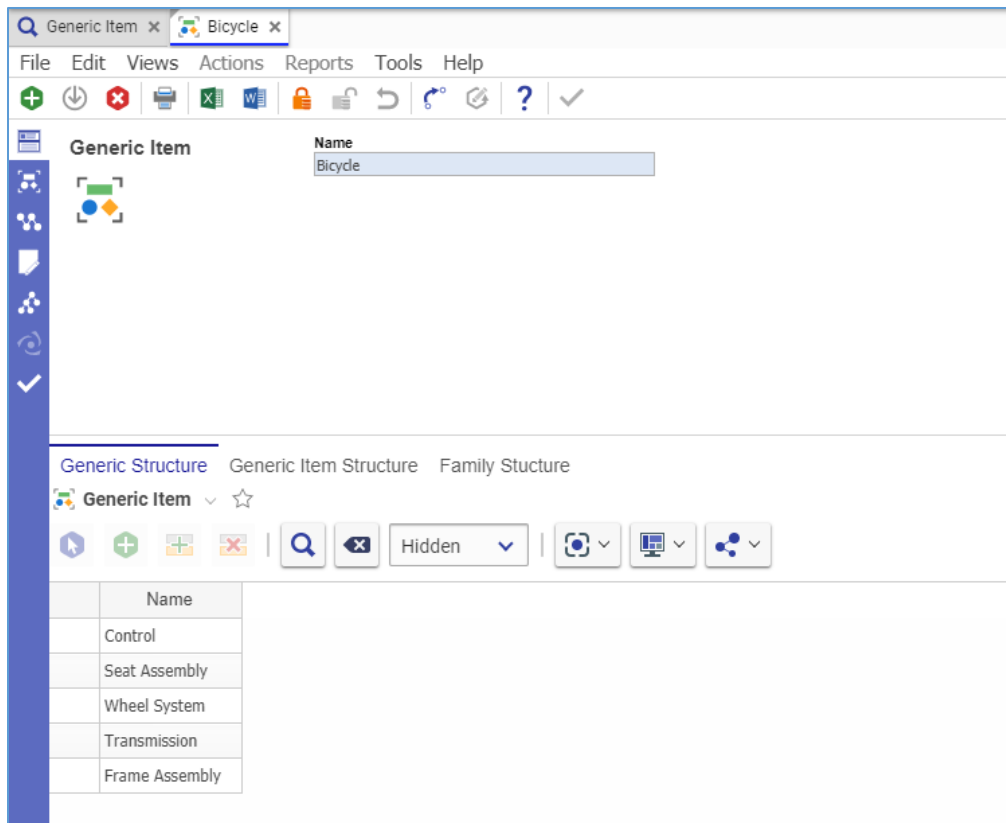 Generic Item Bicycle
File Edit Views Actions Reports Tools Help
Generic Item
Name
Bicycle
Generic Structure Generic Item Structure Family Stucture
Generic Item
Hidden
Name
Control
Seat Assembly
Wheel System
Transmission
Frame Assembly